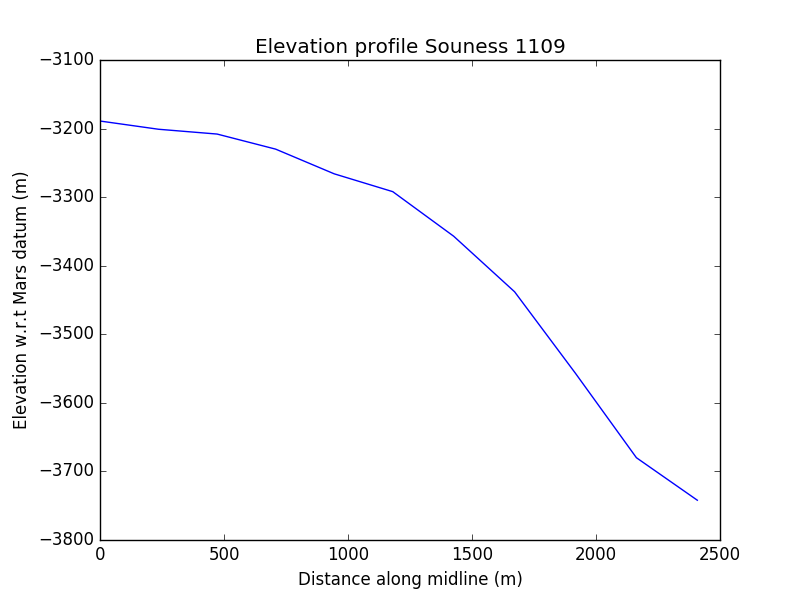 Elevation profile Souness 1109
−3100
−3200
−3300
−3400
−3500
−3600
−3700
−3800
Elevation w.r.t Mars datum (m)
0 500 1000 1500 2000 2500
Distance along midline (m)